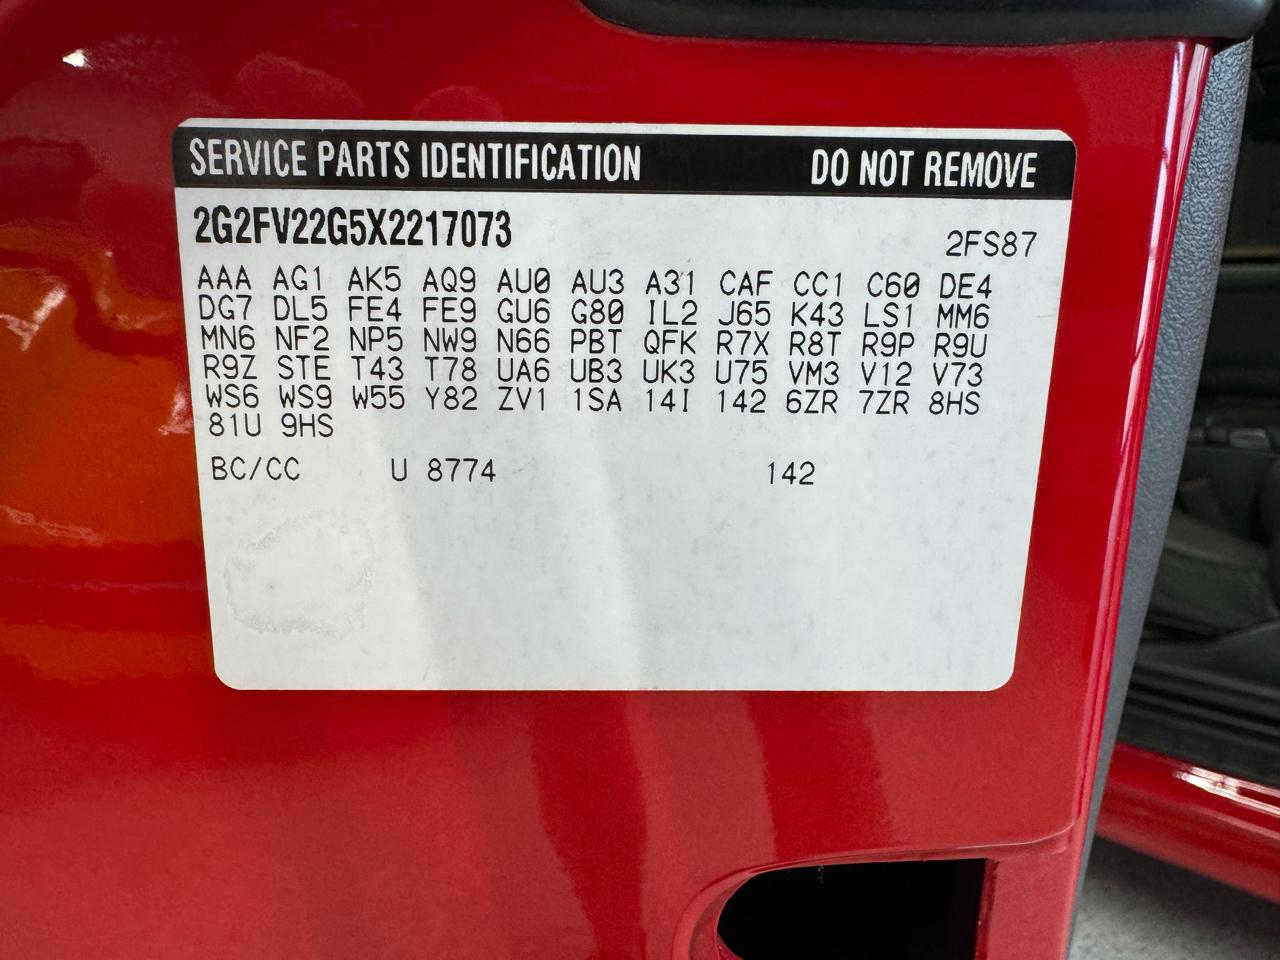 SERVICE PARTS IDENTIFICATION DO NOT REMOVE
2G2FV22G5X2217073 2FS87
AAA AG1 AK5 AQ9 AU0 AU3 A31 CAF CC1 C60 DE4
DG7 DL5 FE4 FE9 GU6 G80 IL2 J65 K43 LS1 MM6
MN6 NF2 NP5 NW9 N66 PBT QFK R7X R8T R9P R9U
R9Z STE T43 T78 UA6 UB3 UK3 U75 VM3 V12 V73
WS6 WS9 W55 Y82 ZV1 1SA 14I 142 6ZR 7ZR 8HS
81U 9HS
BC/CC U 8774 142